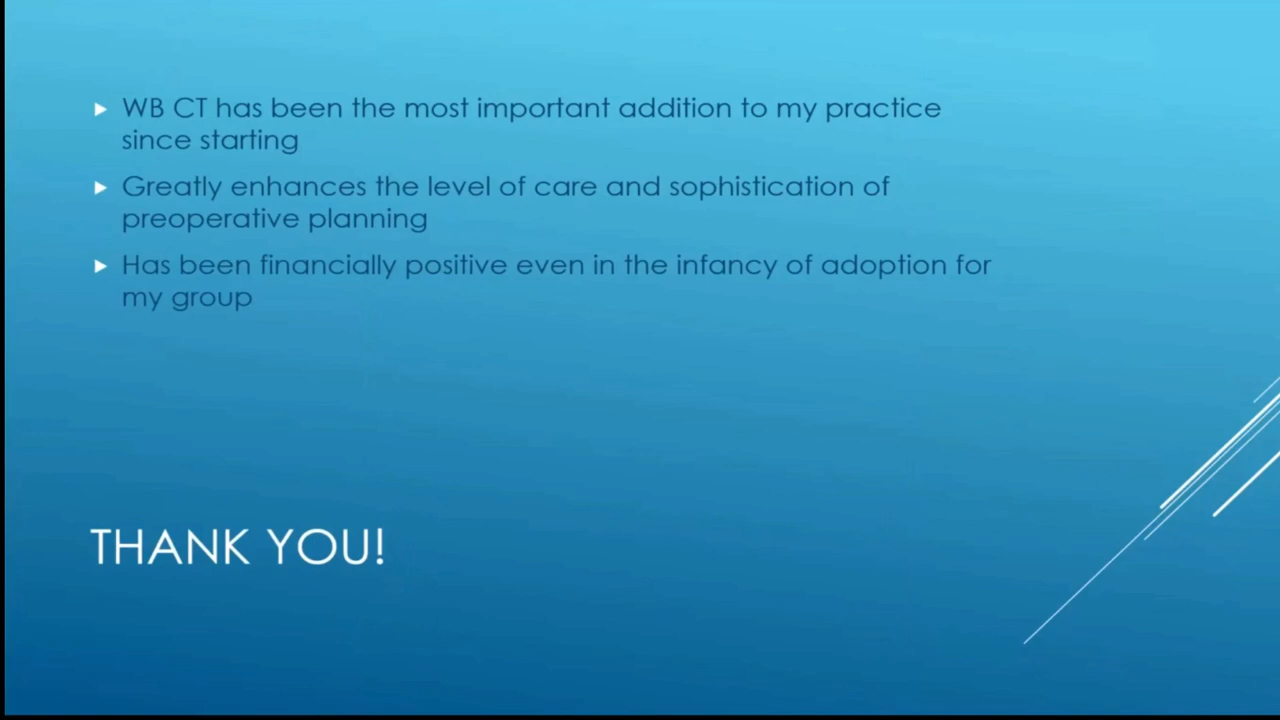 WB CT has been the most important addition to my practice
since starting
Greatly enhances the level of care and sophistication of
preoperative planning
Has been financially positive even in the infancy of adoption for
my group
THANK YOU!